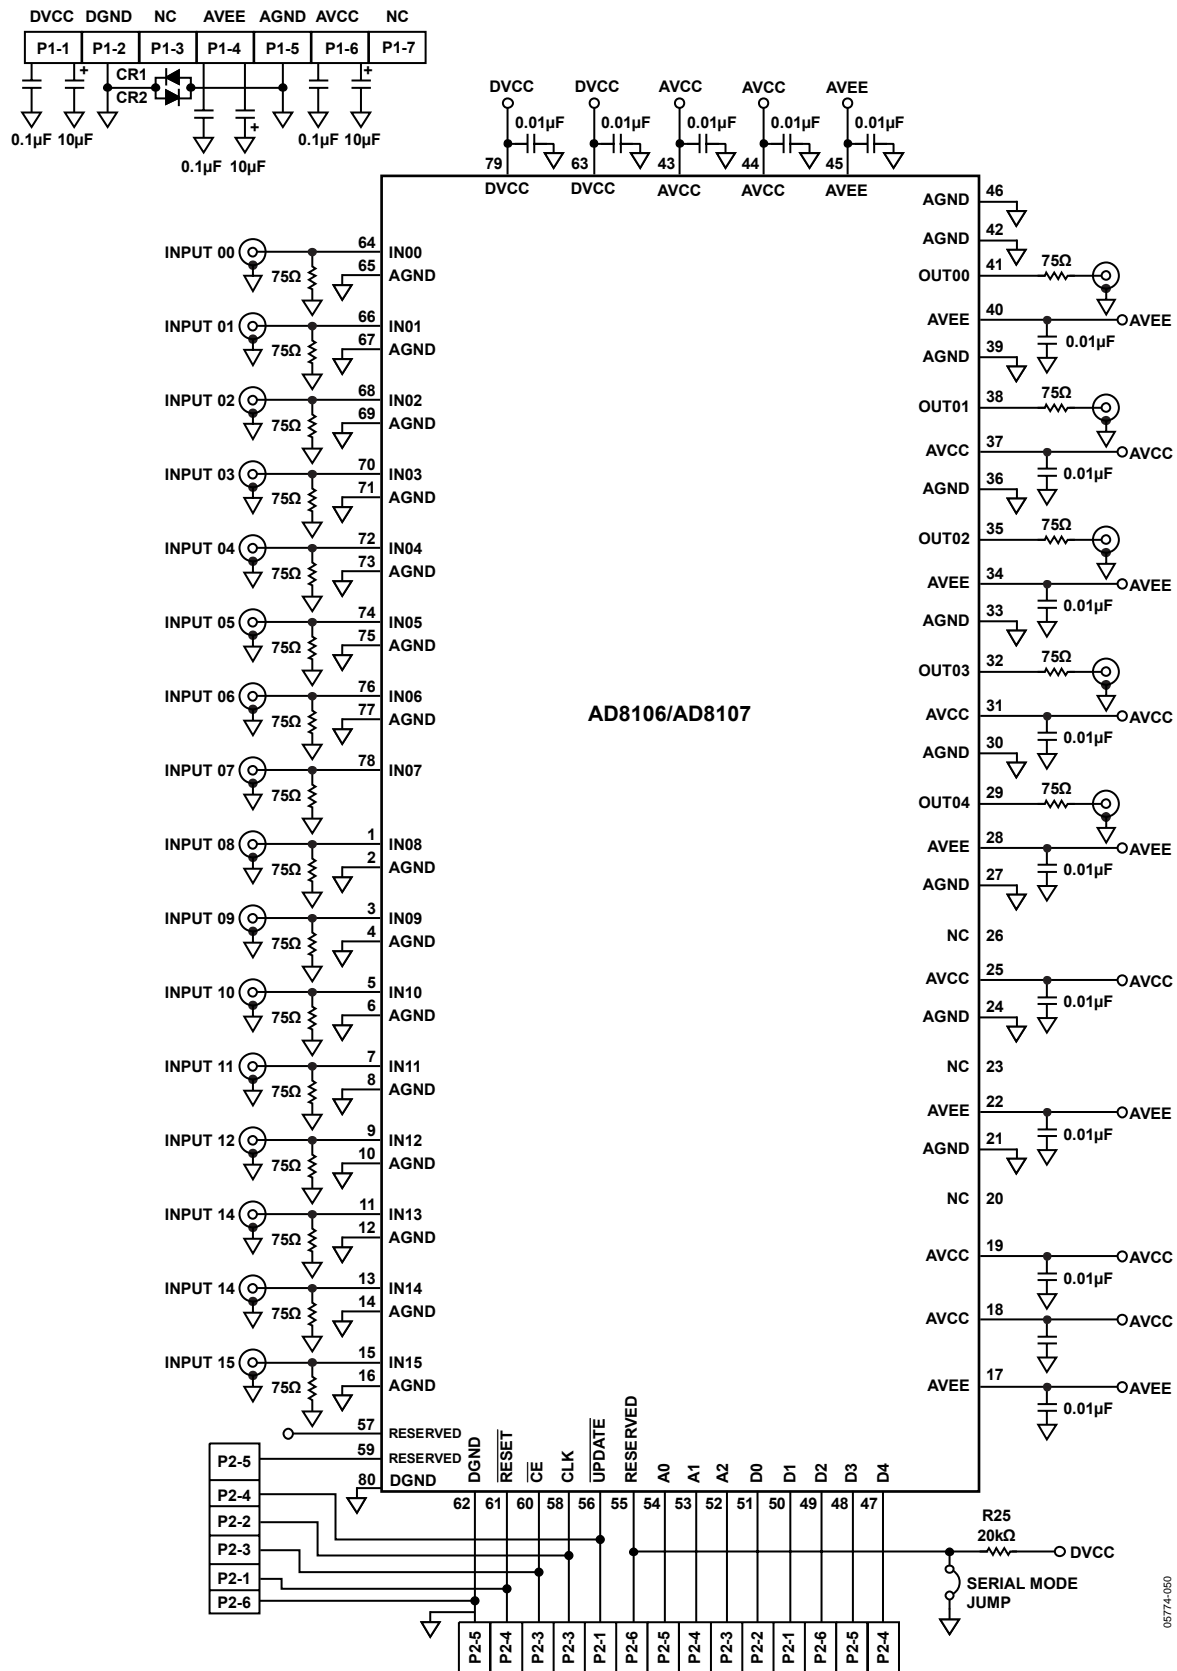 DVCC DGND NC AVEE AGND AVCC NC
P1-1 P1-2 P1-3 P1-4 P1-5 P1-6 P1-7
CR1
CR2
0.1µF 10µF 0.1µF 10µF
0.1µF 10µF
DVCC DVCC AVCC AVCC AVEE
0.01µF 0.01µF 0.01µF 0.01µF 0.01µF
79 63 43 44 45
DVCC DVCC AVCC AVCC AVEE
AD8106/AD8107
INPUT 00 75Ω 64 IN00
65 AGND
INPUT 01 75Ω 66 IN01
67 AGND
INPUT 02 75Ω 68 IN02
69 AGND
INPUT 03 75Ω 70 IN03
71 AGND
INPUT 04 75Ω 72 IN04
73 AGND
INPUT 05 75Ω 74 IN05
75 AGND
INPUT 06 75Ω 76 IN06
77 AGND
INPUT 07 75Ω 78 IN07
INPUT 08 75Ω 1 IN08
2 AGND
INPUT 09 75Ω 3 IN09
4 AGND
INPUT 10 75Ω 5 IN10
6 AGND
INPUT 11 75Ω 7 IN11
8 AGND
INPUT 12 75Ω 9 IN12
10 AGND
INPUT 14 75Ω 11 IN13
12 AGND
INPUT 14 75Ω 13 IN14
14 AGND
INPUT 15 75Ω 15 IN15
16 AGND
57 RESERVED
P2-5 59 RESERVED
80 DGND
P2-4
P2-2
P2-3
P2-1
P2-6
AGND 46
AGND 42
OUT00 41 75Ω
AVEE 40 AVEE
0.01µF
AGND 39
OUT01 38 75Ω
AVCC 37 AVCC
0.01µF
AGND 36
OUT02 35 75Ω
AVEE 34 AVEE
0.01µF
AGND 33
OUT03 32 75Ω
AVCC 31 AVCC
0.01µF
AGND 30
OUT04 29 75Ω
AVEE 28 AVEE
0.01µF
AGND 27
NC 26
AVCC 25 AVCC
0.01µF
AGND 24
NC 23
AVEE 22 AVEE
0.01µF
AGND 21
NC 20
AVCC 19 AVCC
0.01µF
AVCC 18 AVCC
AVEE 17 AVEE
0.01µF
DGND RESET CE CLK UPDATE RESERVED A0 A1 A2 D0 D1 D2 D3 D4
62 61 60 58 56 55 54 53 52 51 50 49 48 47
R25
20kΩ
DVCC
SERIAL MODE
JUMP
P2-5 P2-4 P2-3 P2-3 P2-1 P2-6 P2-5 P2-4 P2-3 P2-2 P2-1 P2-6 P2-5 P2-4
05774-050